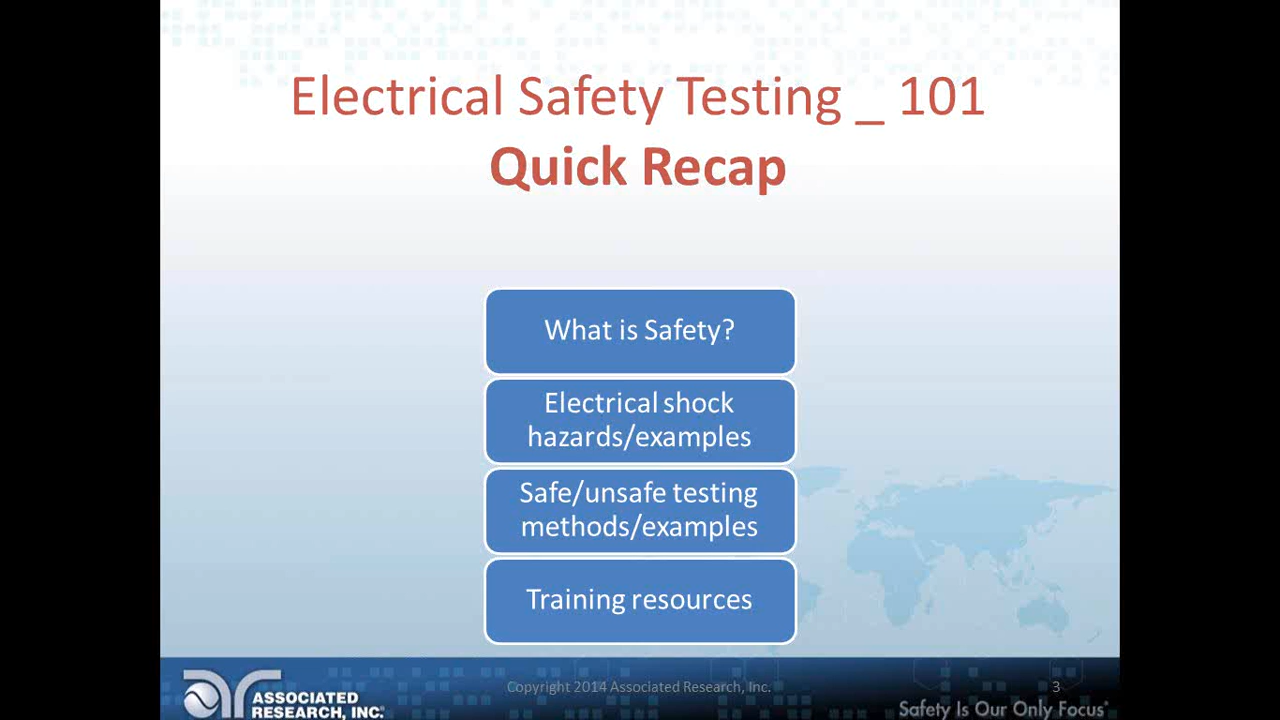 Electrical Safety Testing _ 101
Quick Recap
What is Safety?
Electrical shock
hazards/examples
Safe/unsafe testing
methods/examples
Training resources
ASSOCIATED
RESEARCH, INC.®
Copyright 2014 Associated Research, Inc.
3
Safety Is Our Only Focus®